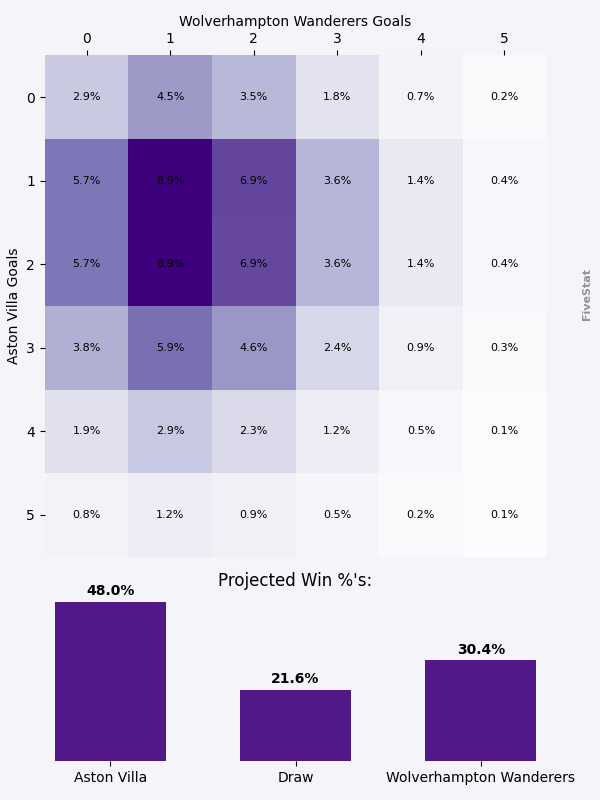 Wolverhampton Wanderers Goals
0 1 2 3 4 5
Aston Villa Goals
0 2.9% 4.5% 3.5% 1.8% 0.7% 0.2%
1 5.7% 8.9% 6.9% 3.6% 1.4% 0.4%
2 5.7% 8.9% 6.9% 3.6% 1.4% 0.4%
3 3.8% 5.9% 4.6% 2.4% 0.9% 0.3%
4 1.9% 2.9% 2.3% 1.2% 0.5% 0.1%
5 0.8% 1.2% 0.9% 0.5% 0.2% 0.1%
FiveStat
Projected Win %'s:
48.0% 21.6% 30.4%
Aston Villa Draw Wolverhampton Wanderers